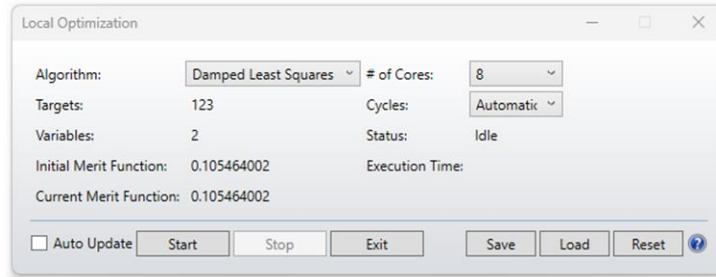 Local Optimization
Algorithm: Damped Least Squares # of Cores: 8
Targets: 123 Cycles: Automatic
Variables: 2 Status: Idle
Initial Merit Function: 0.105464002 Execution Time:
Current Merit Function: 0.105464002
Auto Update Start Stop Exit Save Load Reset ?